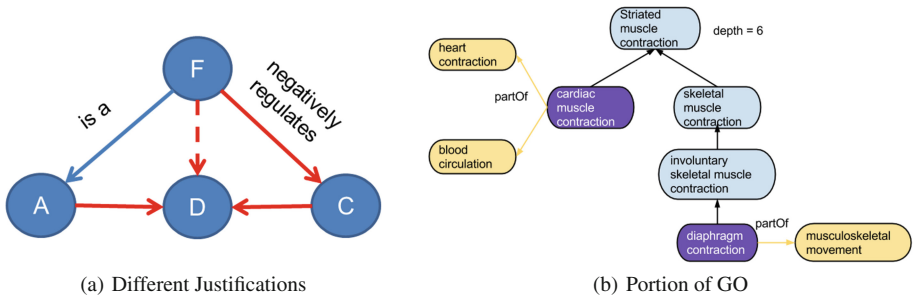 F
is a
negatively
regulates
A
D
C
(a) Different Justifications
Striated
muscle
contraction
depth = 6
heart
contraction
partOf
cardiac
muscle
contraction
skeletal
muscle
contraction
blood
circulation
involuntary
skeletal muscle
contraction
diaphragm
contraction
partOf
musculoskeletal
movement
(b) Portion of GO